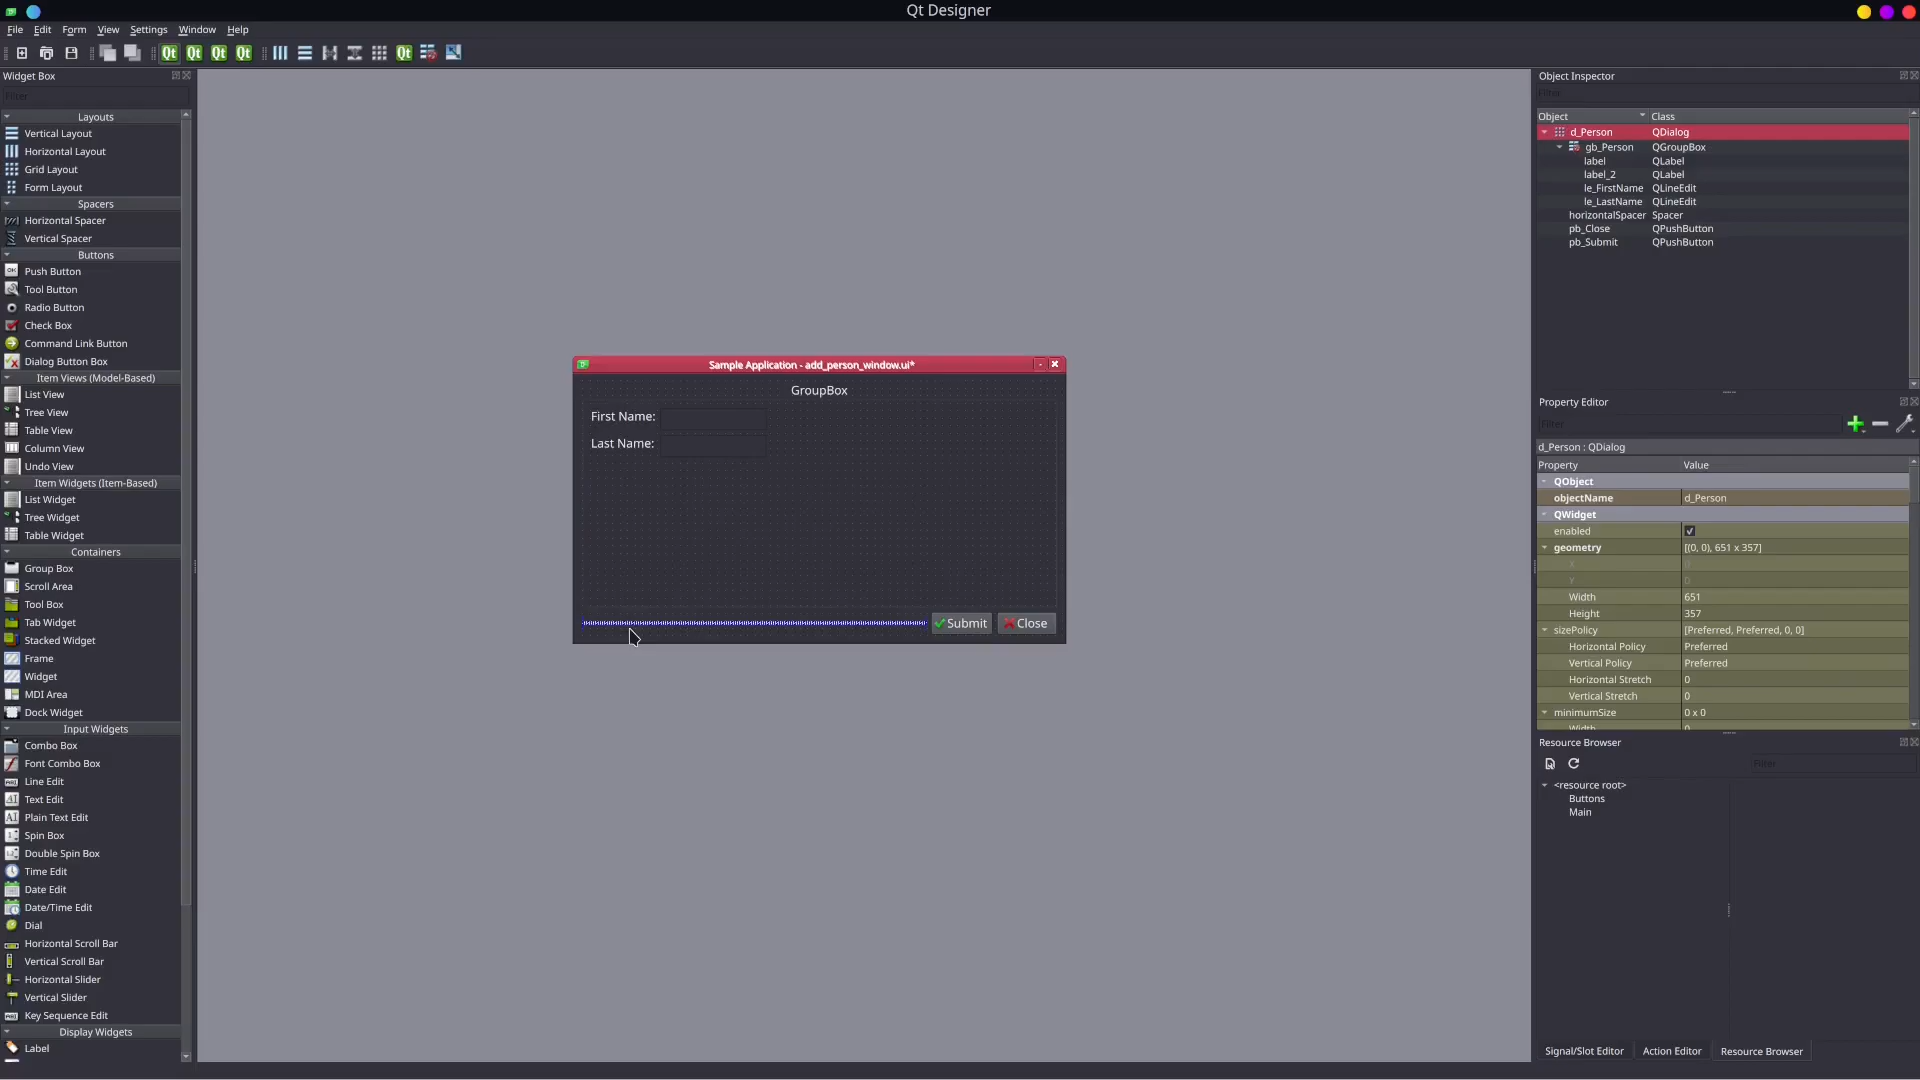 Qt Designer
File Edit Form View Settings Window Help
Widget Box
Filter
Layouts
Vertical Layout
Horizontal Layout
Grid Layout
Form Layout
Spacers
Horizontal Spacer
Vertical Spacer
Buttons
Push Button
Tool Button
Radio Button
Check Box
Command Link Button
Dialog Button Box
Item Views (Model-Based)
List View
Tree View
Table View
Column View
Undo View
Item Widgets (Item-Based)
List Widget
Tree Widget
Table Widget
Containers
Group Box
Scroll Area
Tool Box
Tab Widget
Stacked Widget
Frame
Widget
MDI Area
Dock Widget
Input Widgets
Combo Box
Font Combo Box
Line Edit
Text Edit
Plain Text Edit
Spin Box
Double Spin Box
Time Edit
Date Edit
Date/Time Edit
Dial
Horizontal Scroll Bar
Vertical Scroll Bar
Horizontal Slider
Vertical Slider
Key Sequence Edit
Display Widgets
Label
Sample Application - add_person_window.ui*
GroupBox
First Name:
Last Name:
Submit Close
Object Inspector
Filter
Object Class
d_Person QDialog
gb_Person QGroupBox
label QLabel
label_2 QLabel
le_FirstName QLineEdit
le_LastName QLineEdit
horizontalSpacer Spacer
pb_Close QPushButton
pb_Submit QPushButton
Property Editor
Filter
d_Person : QDialog
Property Value
QObject
objectName d_Person
QWidget
enabled
geometry [(0, 0), 651 x 357]
X 0
Y 0
Width 651
Height 357
sizePolicy [Preferred, Preferred, 0, 0]
Horizontal Policy Preferred
Vertical Policy Preferred
Horizontal Stretch 0
Vertical Stretch 0
minimumSize 0 x 0
Width 0
Resource Browser
Filter
<resource root>
Buttons
Main
Signal/Slot Editor Action Editor Resource Browser